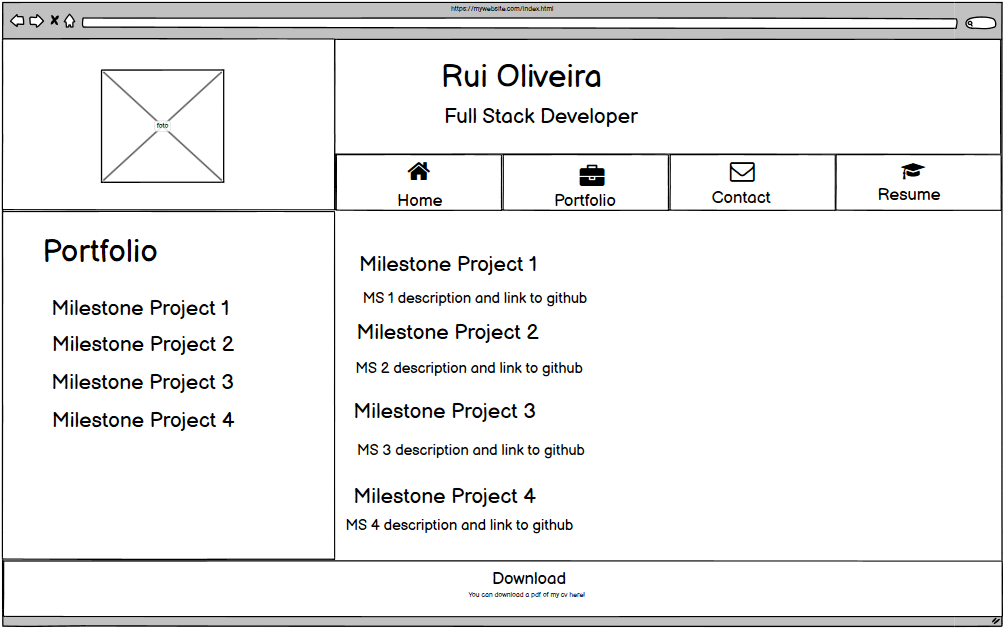 https://mywebsite.com/index.html
foto
Rui Oliveira
Full Stack Developer
Home
Portfolio
Contact
Resume
Portfolio
Milestone Project 1
Milestone Project 2
Milestone Project 3
Milestone Project 4
Milestone Project 1
MS 1 description and link to github
Milestone Project 2
MS 2 description and link to github
Milestone Project 3
MS 3 description and link to github
Milestone Project 4
MS 4 description and link to github
Download
You can download a pdf of my cv here!